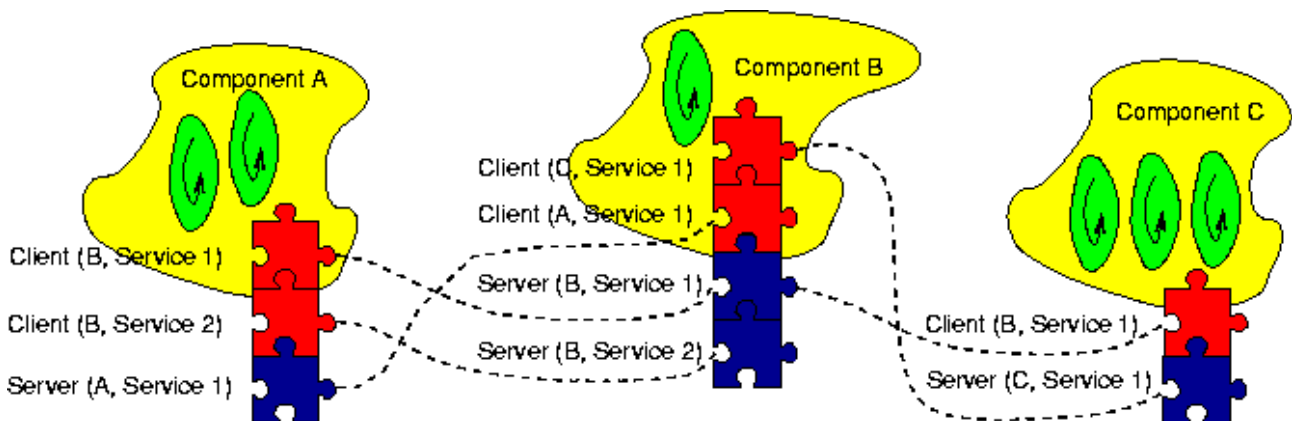 Component A
Client (B, Service 1)
Client (B, Service 2)
Server (A, Service 1)
Component B
Client (C, Service 1)
Client (A, Service 1)
Server (B, Service 1)
Server (B, Service 2)
Component C
Client (B, Service 1)
Server (C, Service 1)